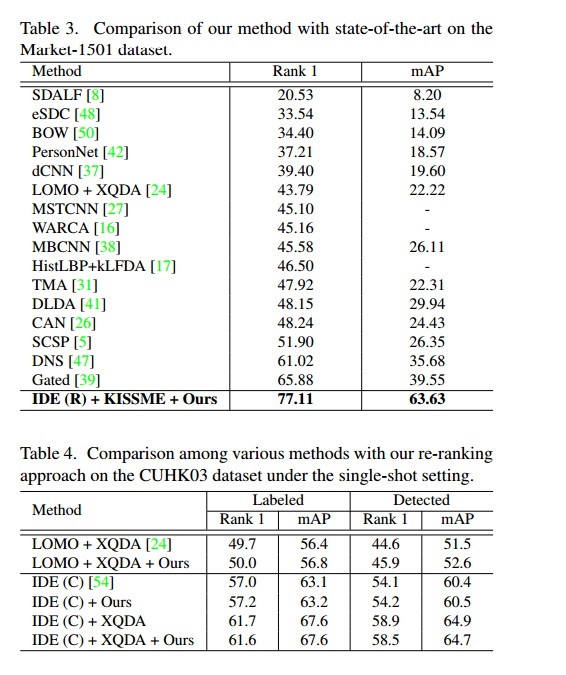 Table 3. Comparison of our method with state-of-the-art on the
Market-1501 dataset.
Method Rank 1 mAP
SDALF [8] 20.53 8.20
eSDC [48] 33.54 13.54
BOW [50] 34.40 14.09
PersonNet [42] 37.21 18.57
dCNN [37] 39.40 19.60
LOMO + XQDA [24] 43.79 22.22
MSTCNN [27] 45.10 -
WARCA [16] 45.16 -
MBCNN [38] 45.58 26.11
HistLBP+kLFDA [17] 46.50 -
TMA [31] 47.92 22.31
DLDA [41] 48.15 29.94
CAN [26] 48.24 24.43
SCSP [5] 51.90 26.35
DNS [47] 61.02 35.68
Gated [39] 65.88 39.55
IDE (R) + KISSME + Ours 77.11 63.63
Table 4. Comparison among various methods with our re-ranking
approach on the CUHK03 dataset under the single-shot setting.
Method Labeled Detected
Rank 1 mAP Rank 1 mAP
LOMO + XQDA [24] 49.7 56.4 44.6 51.5
LOMO + XQDA + Ours 50.0 56.8 45.9 52.6
IDE (C) [54] 57.0 63.1 54.1 60.4
IDE (C) + Ours 57.2 63.2 54.2 60.5
IDE (C) + XQDA 61.7 67.6 58.9 64.9
IDE (C) + XQDA + Ours 61.6 67.6 58.5 64.7